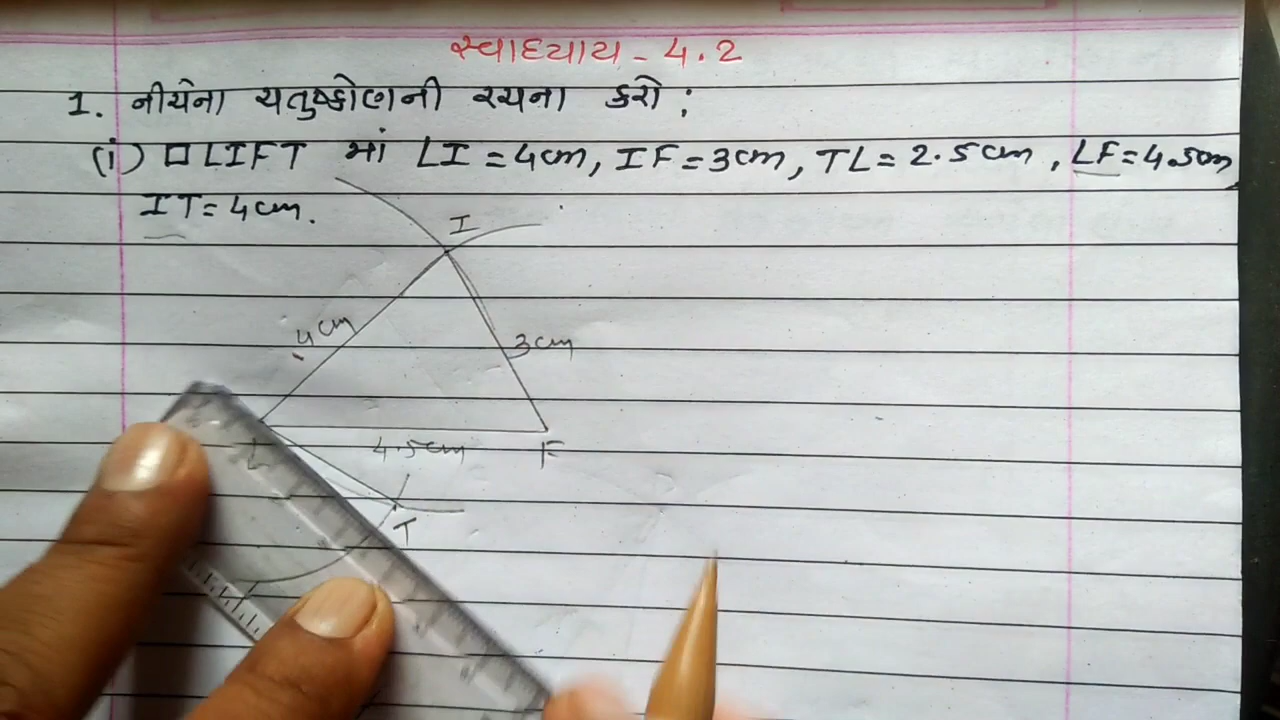 સ્વાધ્યાય - 4.2
1. નીચેના ચતુષ્કોણની રચના કરો :
(i) □ LIFT માં LI = 4cm, IF = 3cm, TL = 2.5cm, LF = 4.5cm
IT = 4cm.
I
4cm
3cm
L
4.5cm
F
T